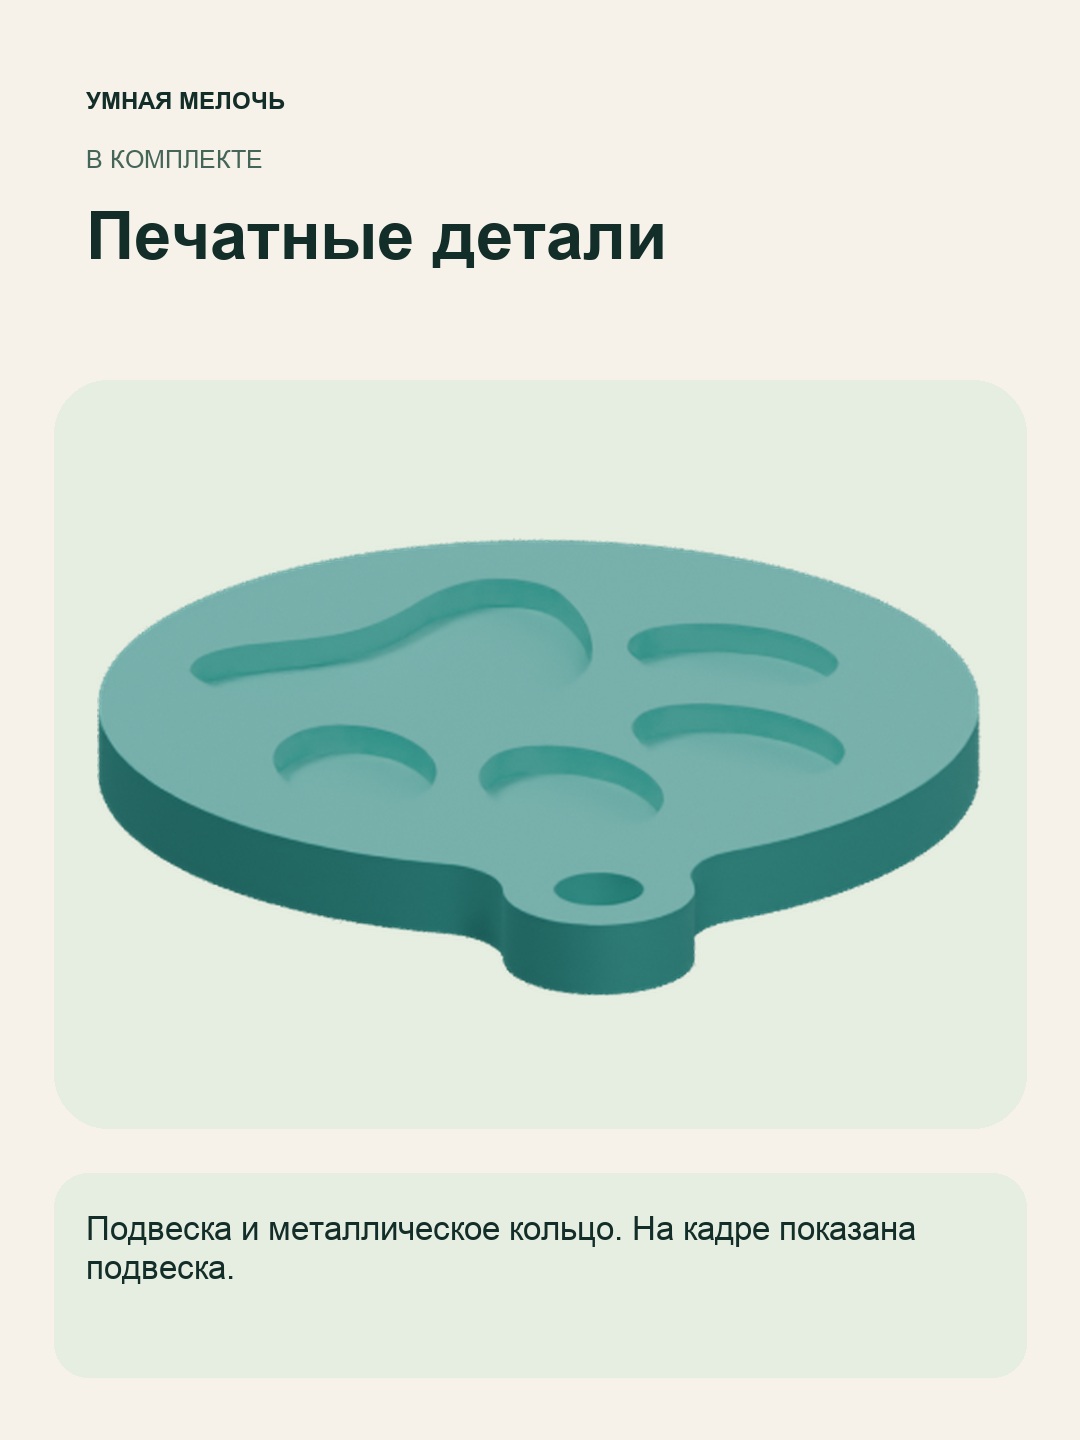 УМНАЯ МЕЛОЧЬ
В КОМПЛЕКТЕ
Печатные детали
Подвеска и металлическое кольцо. На кадре показана
подвеска.